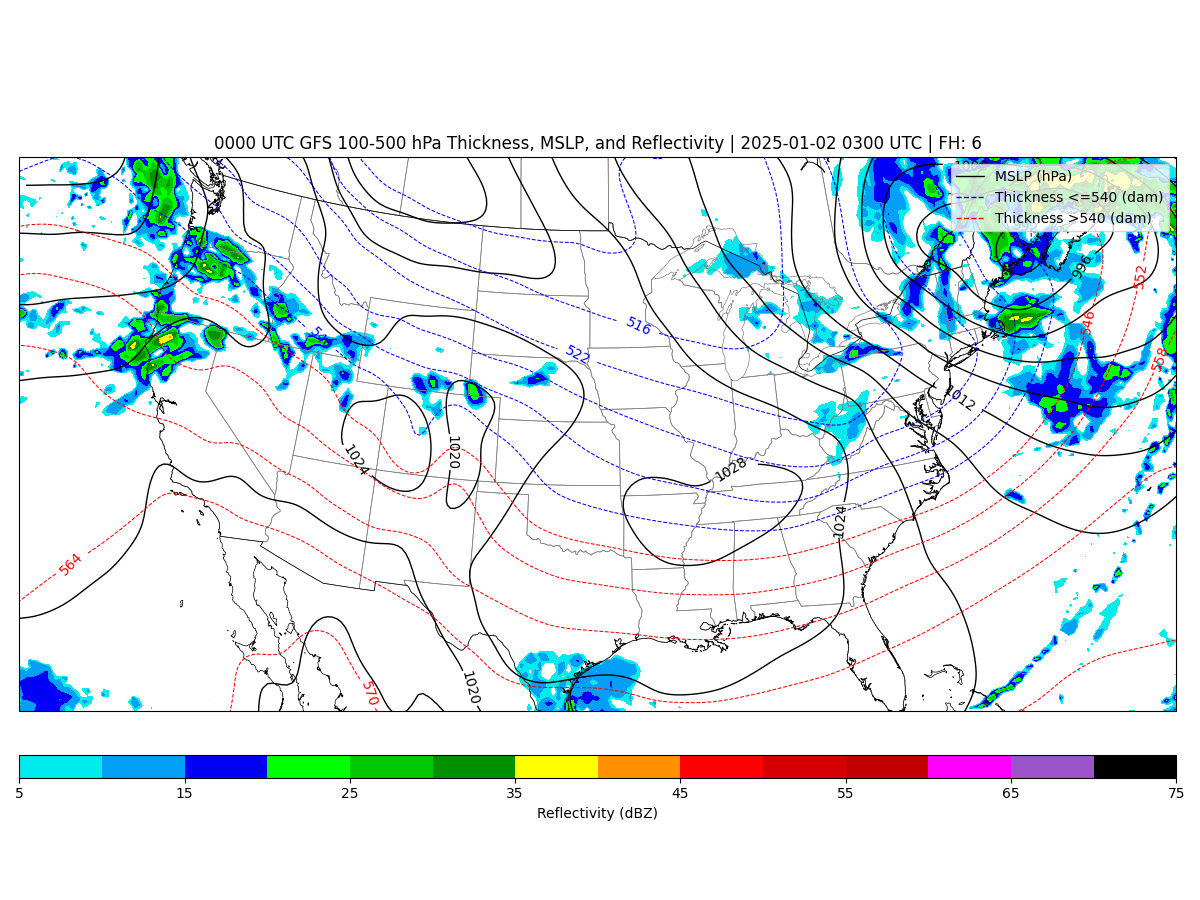 0000 UTC GFS 100-500 hPa Thickness, MSLP, and Reflectivity | 2025-01-02 0300 UTC | FH: 6
MSLP (hPa)
Thickness <=540 (dam)
Thickness >540 (dam)
996
552
546
558
516
522
1012
1024
1020
1028
1024
564
570
1020
5 15 25 35 45 55 65 75
Reflectivity (dBZ)